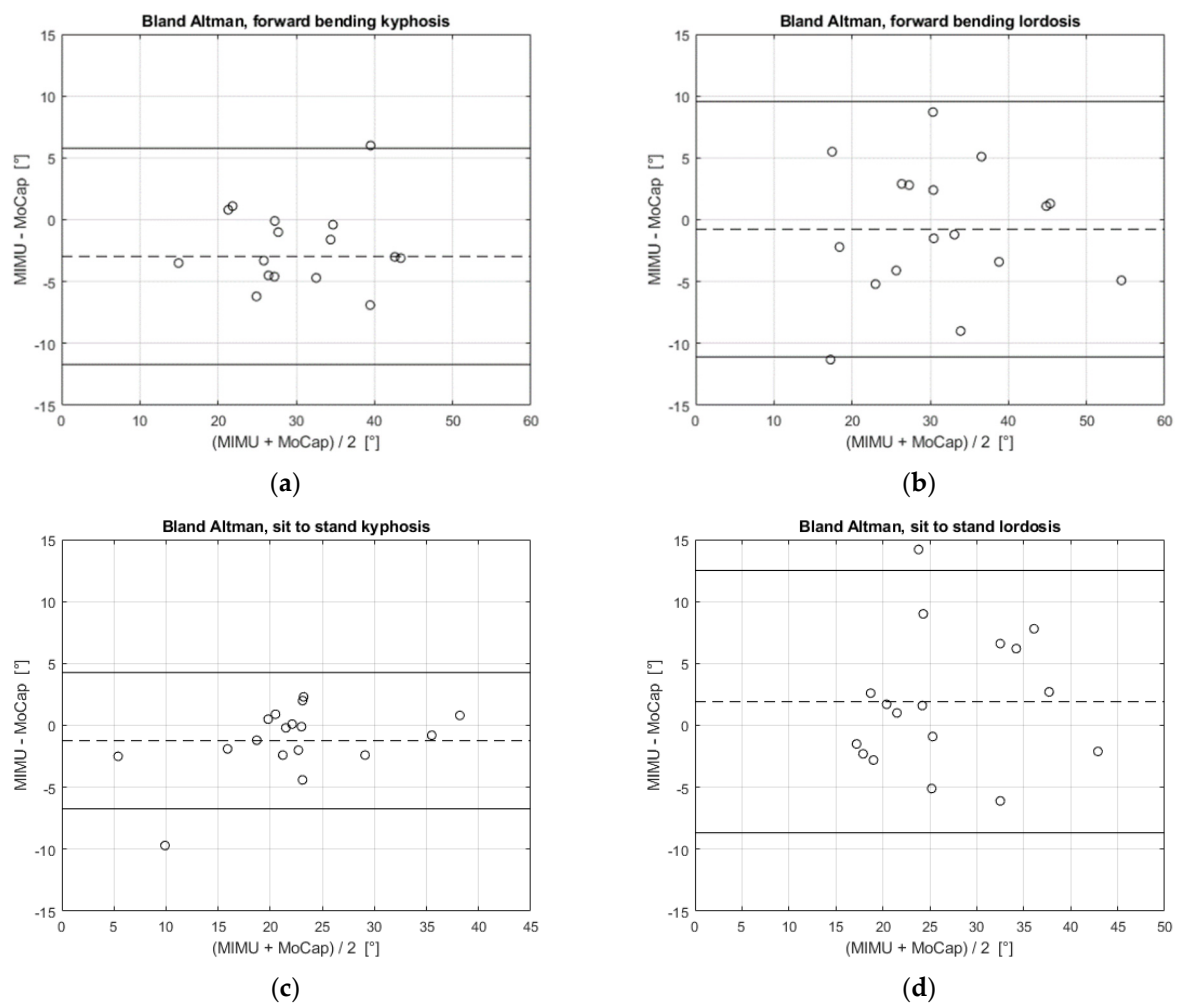 Bland Altman, forward bending kyphosis
15
10
5
0
-5
-10
-15
0 10 20 30 40 50 60
MIMU - MoCap [°]
(MIMU + MoCap) / 2 [°]
(a)
Bland Altman, forward bending lordosis
15
10
5
0
-5
-10
-15
0 10 20 30 40 50 60
MIMU - MoCap [°]
(MIMU + MoCap) / 2 [°]
(b)
Bland Altman, sit to stand kyphosis
15
10
5
0
-5
-10
-15
0 5 10 15 20 25 30 35 40 45
MIMU - MoCap [°]
(MIMU + MoCap) / 2 [°]
(c)
Bland Altman, sit to stand lordosis
15
10
5
0
-5
-10
-15
0 5 10 15 20 25 30 35 40 45 50
MIMU - MoCap [°]
(MIMU + MoCap) / 2 [°]
(d)